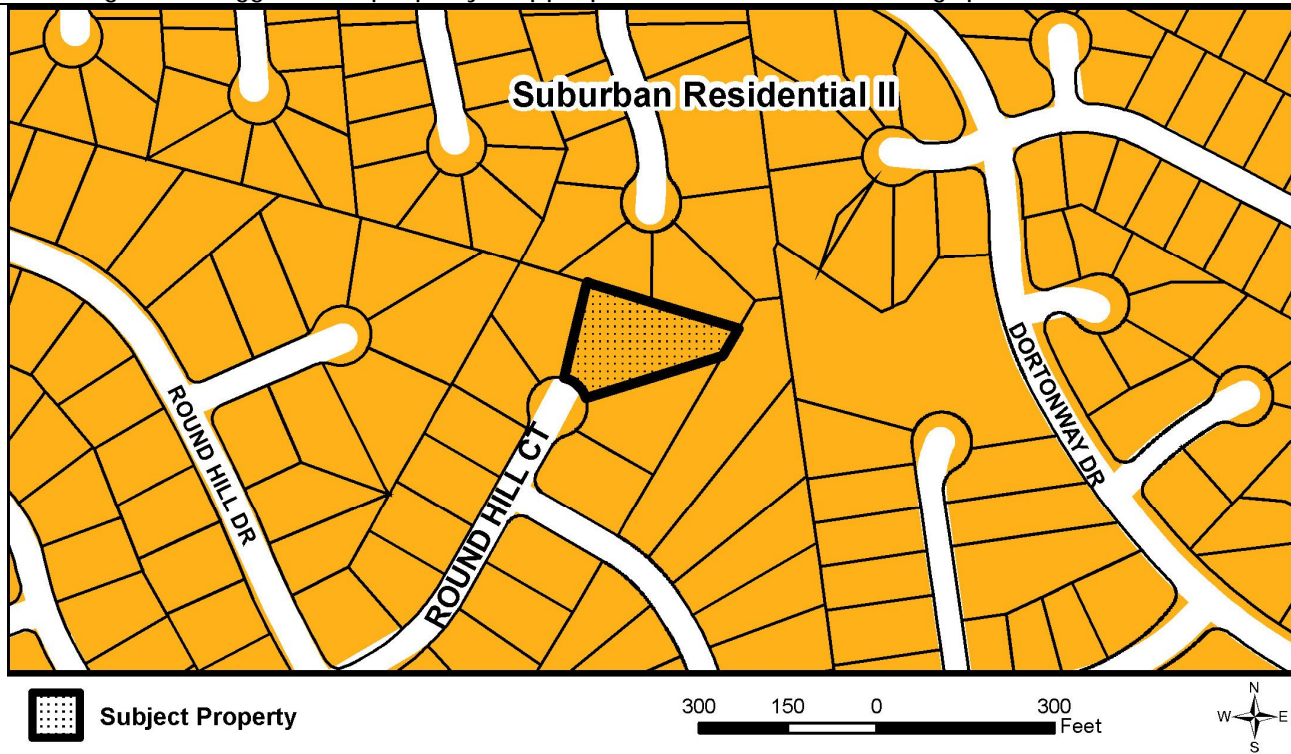 Suburban Residential II
DORTONWAY DR
ROUND HILL DR
ROUND HILL CT
Subject Property
300 150 0 300
Feet
N
W E
S